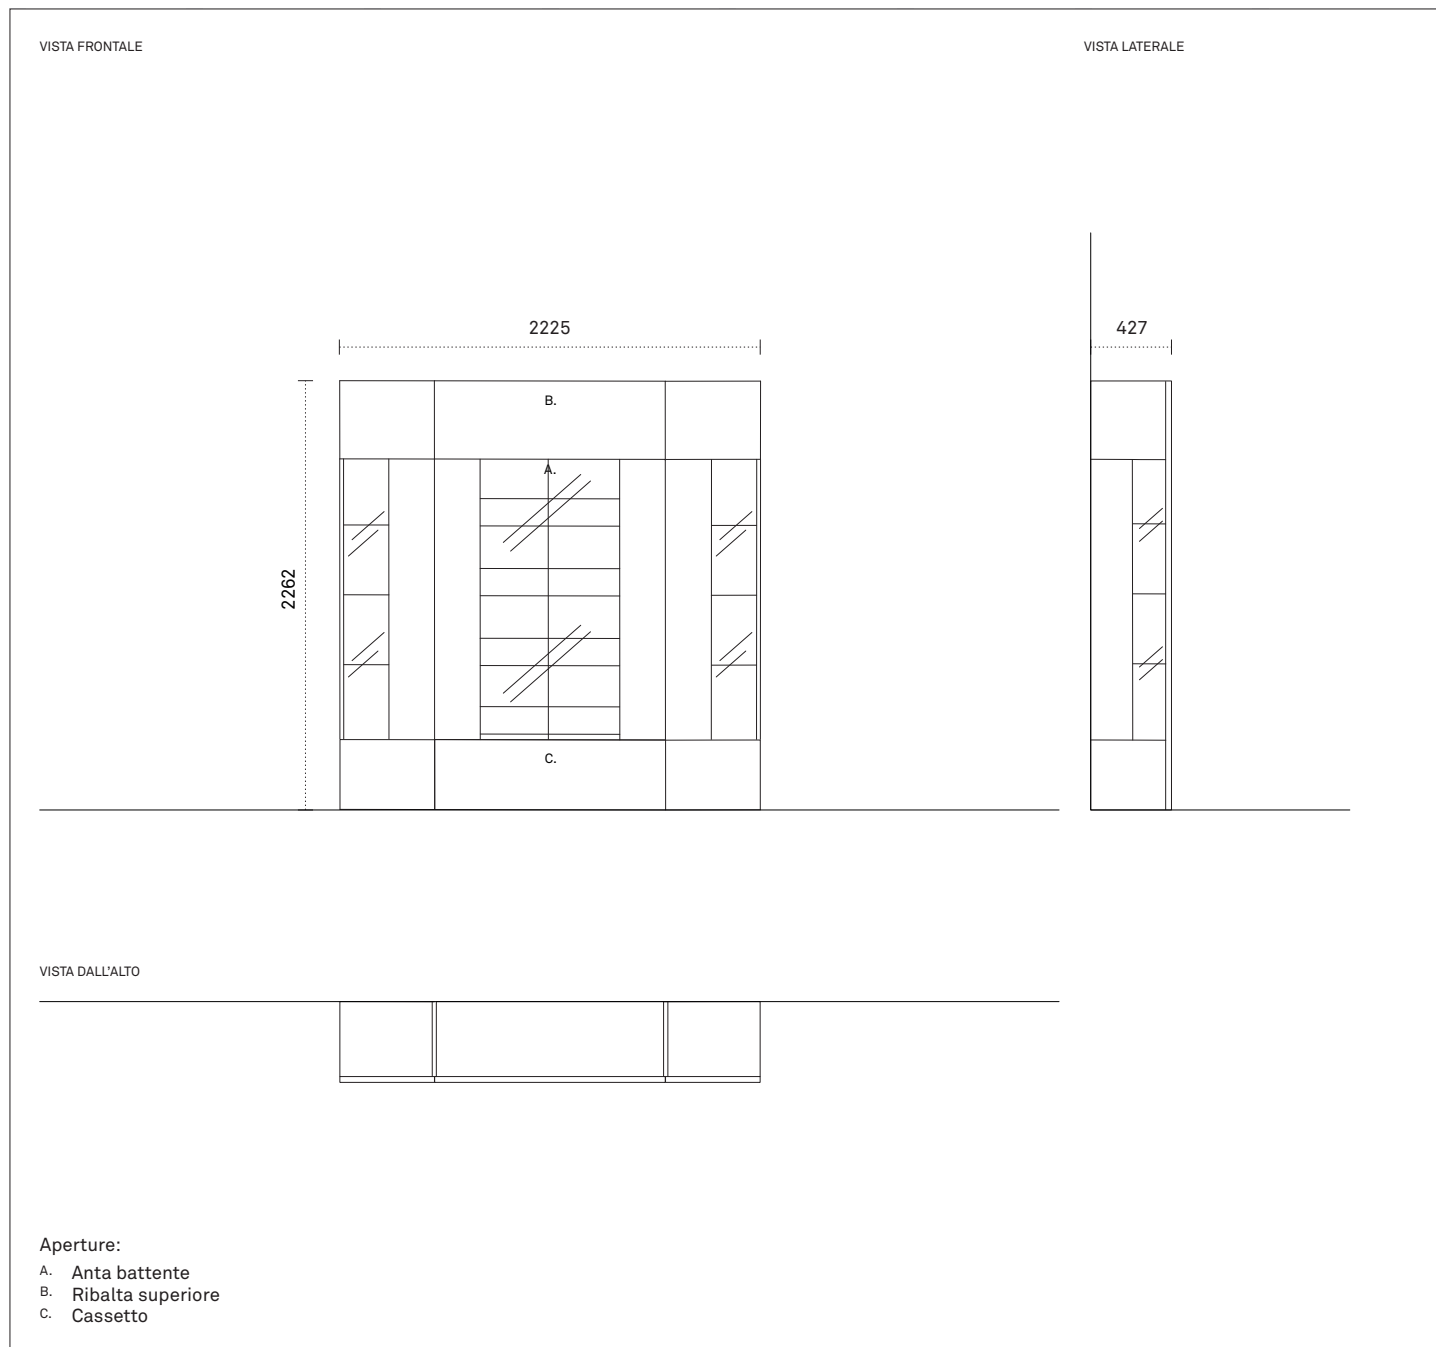 VISTA FRONTALE
VISTA LATERALE
2225
427
B.
A.
2262
C.
VISTA DALL'ALTO
Aperture:
A. Anta battente
B. Ribalta superiore
C. Cassetto